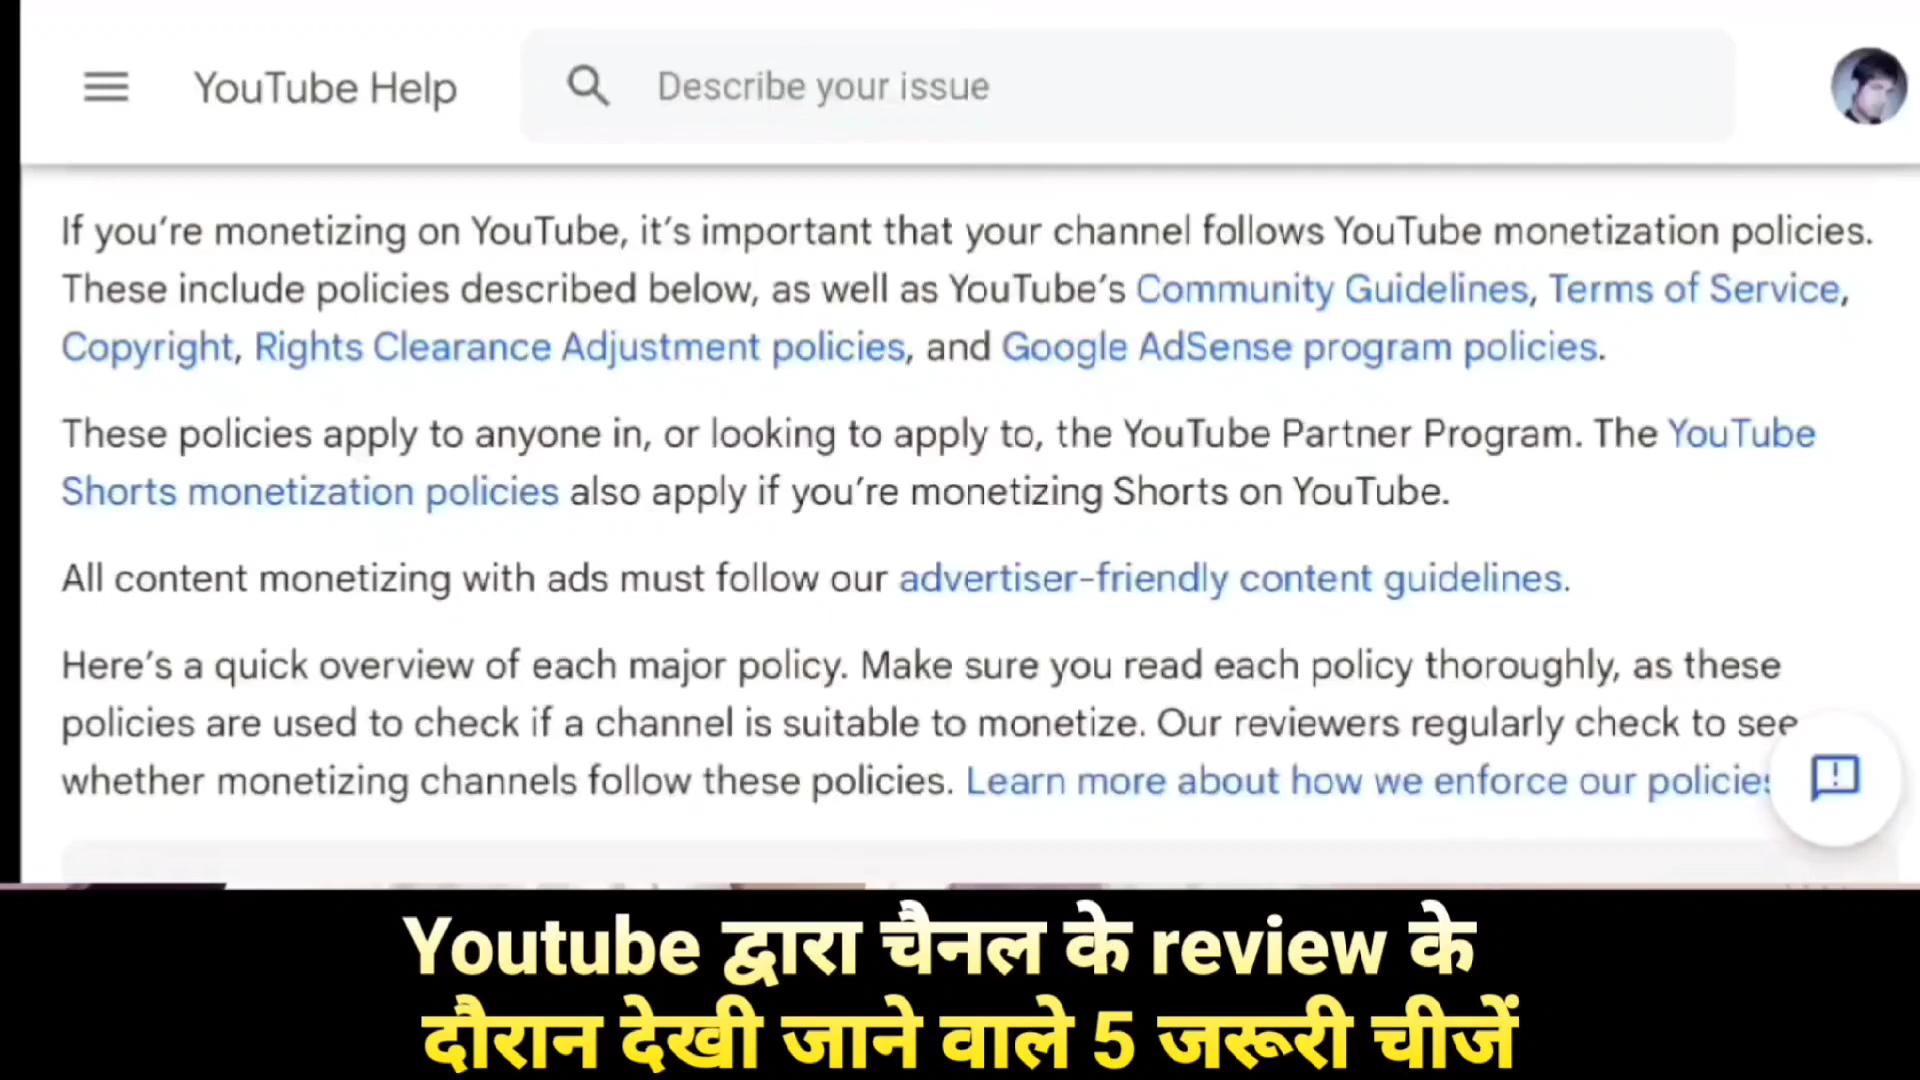 YouTube Help
Describe your issue
If you’re monetizing on YouTube, it’s important that your channel follows YouTube monetization policies.
These include policies described below, as well as YouTube’s Community Guidelines, Terms of Service,
Copyright, Rights Clearance Adjustment policies, and Google AdSense program policies.
These policies apply to anyone in, or looking to apply to, the YouTube Partner Program. The YouTube
Shorts monetization policies also apply if you’re monetizing Shorts on YouTube.
All content monetizing with ads must follow our advertiser-friendly content guidelines.
Here’s a quick overview of each major policy. Make sure you read each policy thoroughly, as these
policies are used to check if a channel is suitable to monetize. Our reviewers regularly check to see
whether monetizing channels follow these policies. Learn more about how we enforce our policies
Youtube द्वारा चैनल के review के
दौरान देखी जाने वाले 5 जरूरी चीजें